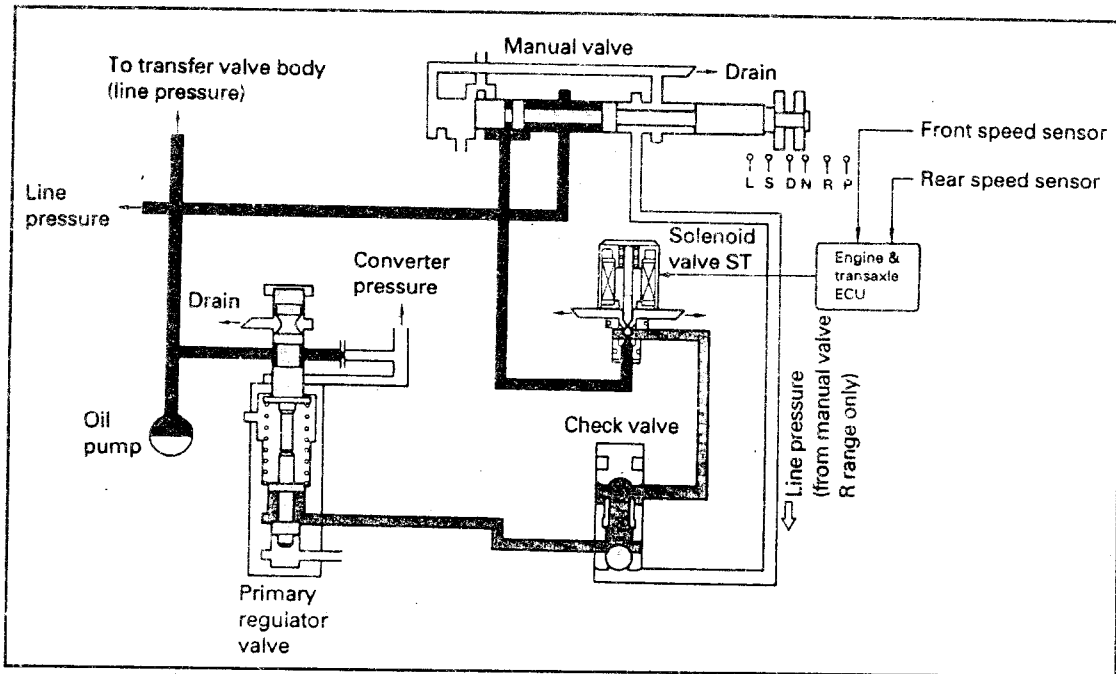 Manual valve
To transfer valve body
(line pressure)
Drain
Front speed sensor
L S D N R P
Rear speed sensor
Line
pressure
Solenoid
valve ST
Engine &
transaxle
ECU
Converter
pressure
Drain
Oil
pump
Check valve
Line pressure
(from manual valve
R range only)
Primary
regulator
valve